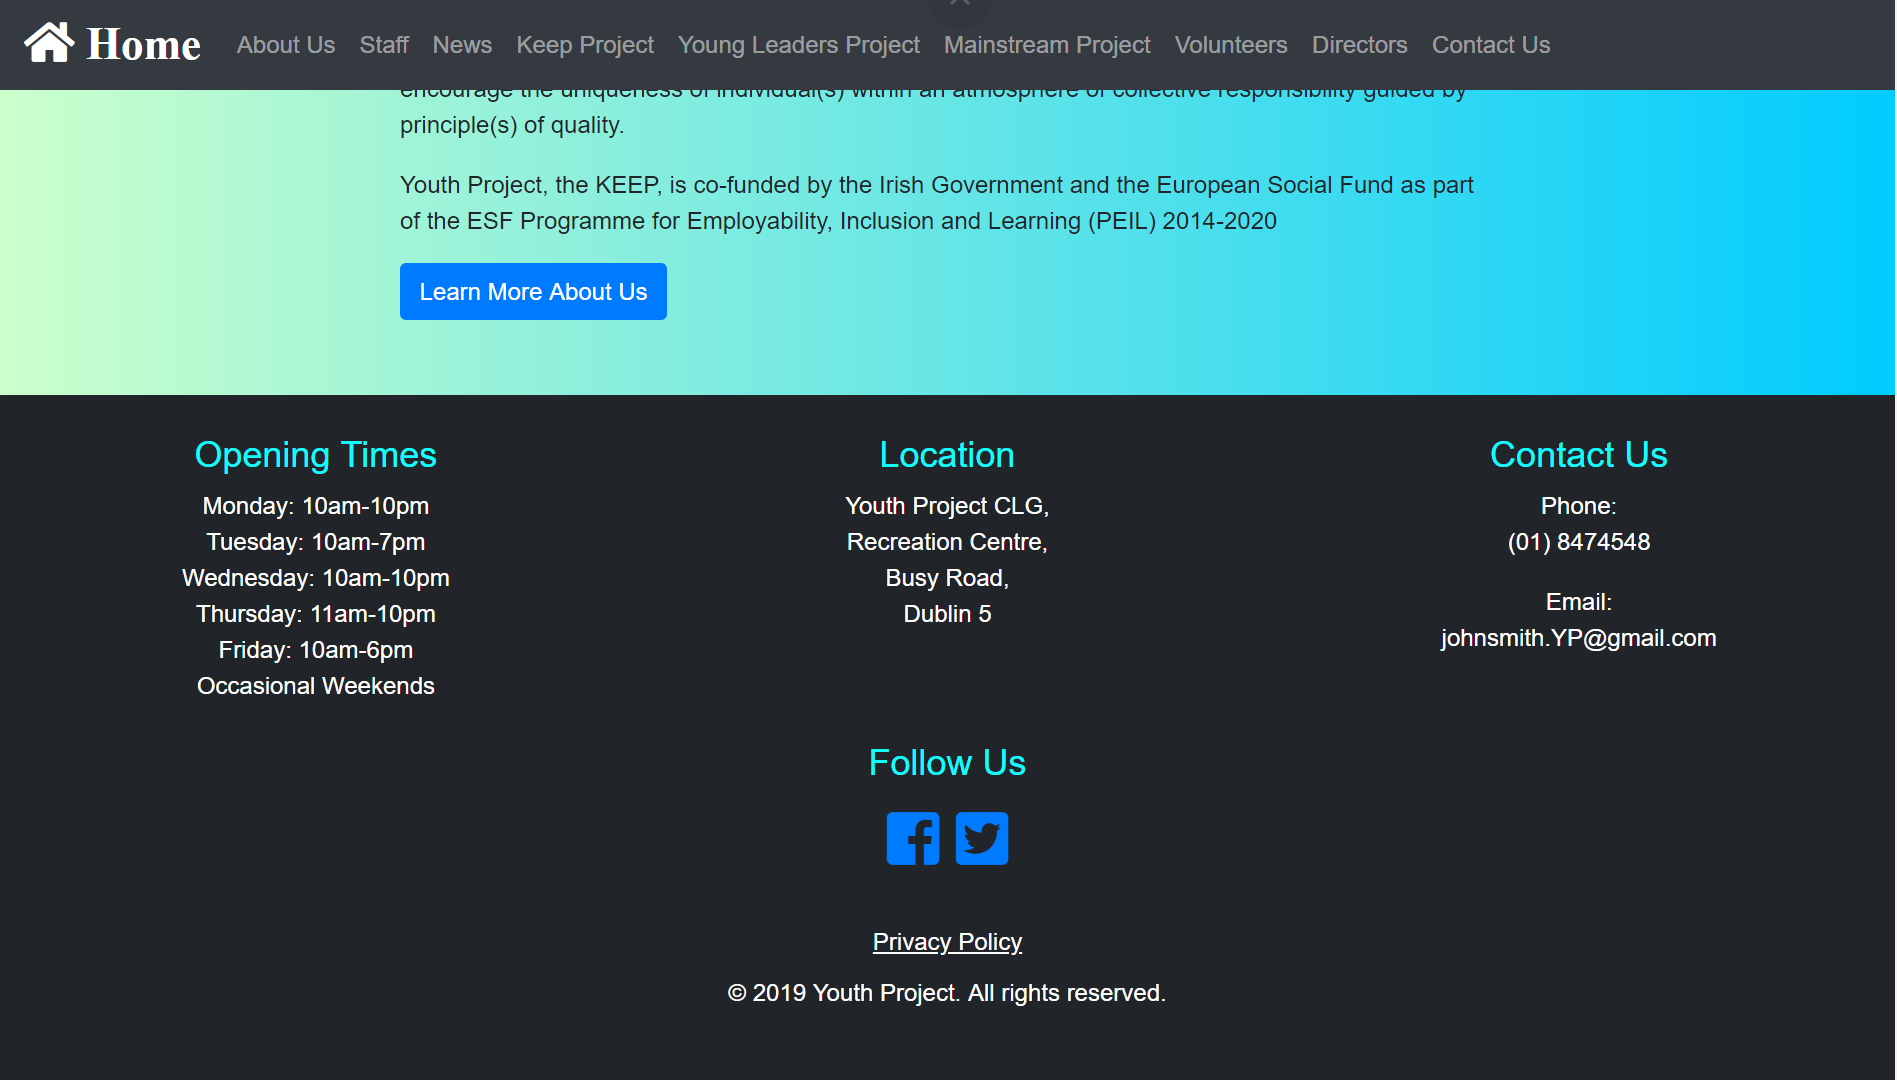 Home About Us Staff News Keep Project Young Leaders Project Mainstream Project Volunteers Directors Contact Us
encourage the uniqueness of individual(s) within an atmosphere of collective responsibility guided by
principle(s) of quality.
Youth Project, the KEEP, is co-funded by the Irish Government and the European Social Fund as part
of the ESF Programme for Employability, Inclusion and Learning (PEIL) 2014-2020
Learn More About Us
Opening Times
Monday: 10am-10pm
Tuesday: 10am-7pm
Wednesday: 10am-10pm
Thursday: 11am-10pm
Friday: 10am-6pm
Occasional Weekends
Location
Youth Project CLG,
Recreation Centre,
Busy Road,
Dublin 5
Contact Us
Phone:
(01) 8474548
Email:
johnsmith.YP@gmail.com
Follow Us
Privacy Policy
© 2019 Youth Project. All rights reserved.